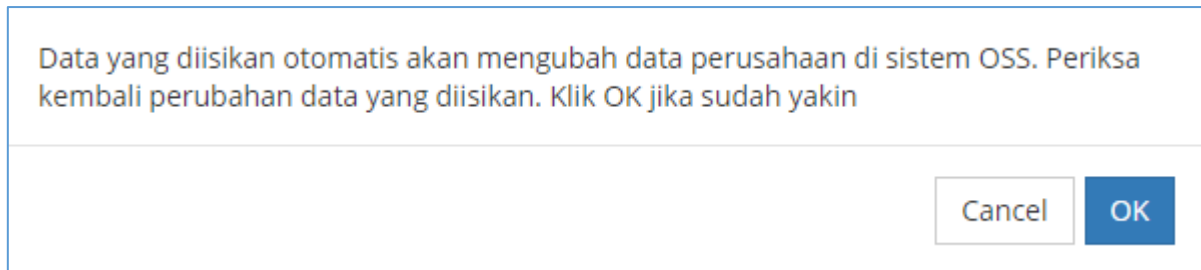 Data yang diisikan otomatis akan mengubah data perusahaan di sistem OSS. Periksa
kembali perubahan data yang diisikan. Klik OK jika sudah yakin
Cancel
OK